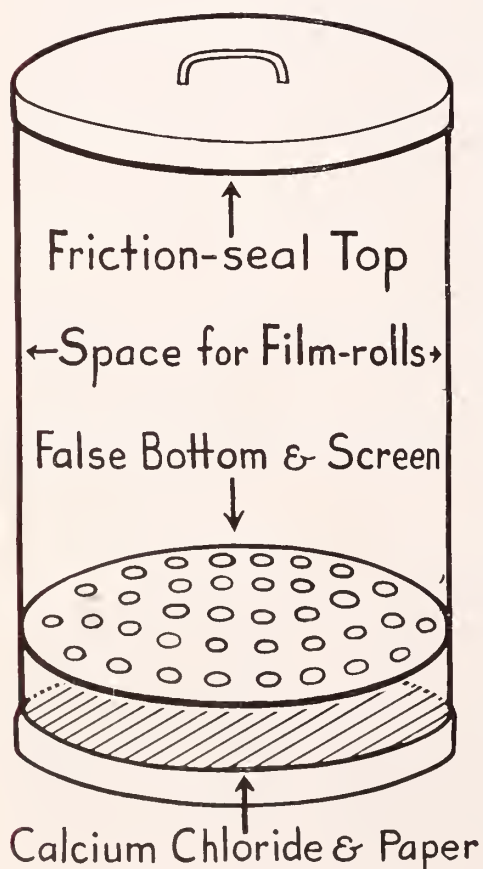 Friction-seal Top
Space for Film-rolls
False Bottom & Screen
Calcium Chloride & Paper